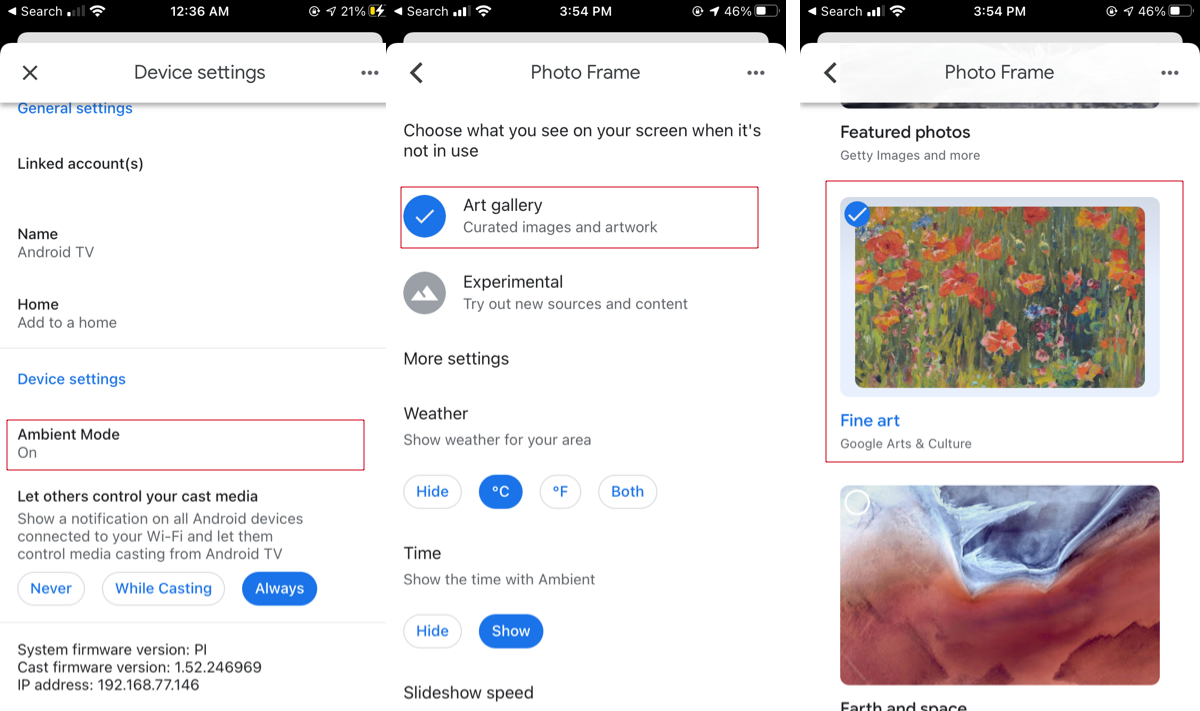 Search
12:36 AM
21%
Device settings
General settings
Linked account(s)
Name
Android TV
Home
Add to a home
Device settings
Ambient Mode
On
Let others control your cast media
Show a notification on all Android devices
connected to your Wi-Fi and let them
control media casting from Android TV
Never
While Casting
Always
System firmware version: PI
Cast firmware version: 1.52.246969
IP address: 192.168.77.146
Search
3:54 PM
46%
Photo Frame
Choose what you see on your screen when it's
not in use
Art gallery
Curated images and artwork
Experimental
Try out new sources and content
More settings
Weather
Show weather for your area
Hide
°C
°F
Both
Time
Show the time with Ambient
Hide
Show
Slideshow speed
Search
3:54 PM
46%
Photo Frame
Featured photos
Getty Images and more
Fine art
Google Arts & Culture
Earth and space